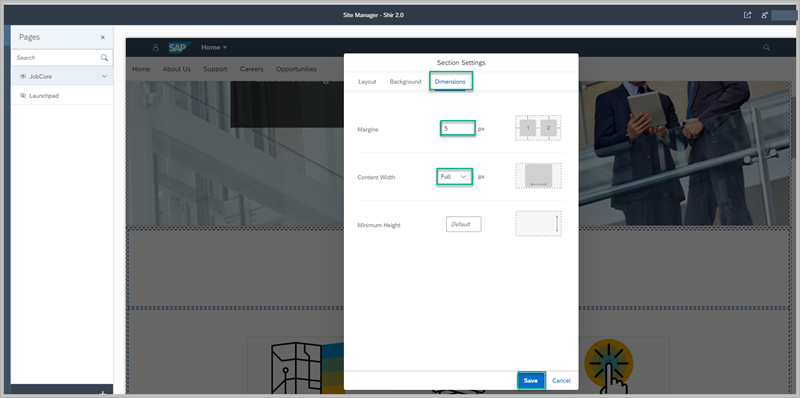 Site Manager - Shir 2.0
Pages
Search
JobCore
Launchpad
SAP Home
Home About Us Support Careers Opportunities
Section Settings
Layout Background Dimensions
Margins 5 px 1 2
Content Width Full px
Minimum Height Default
Save Cancel